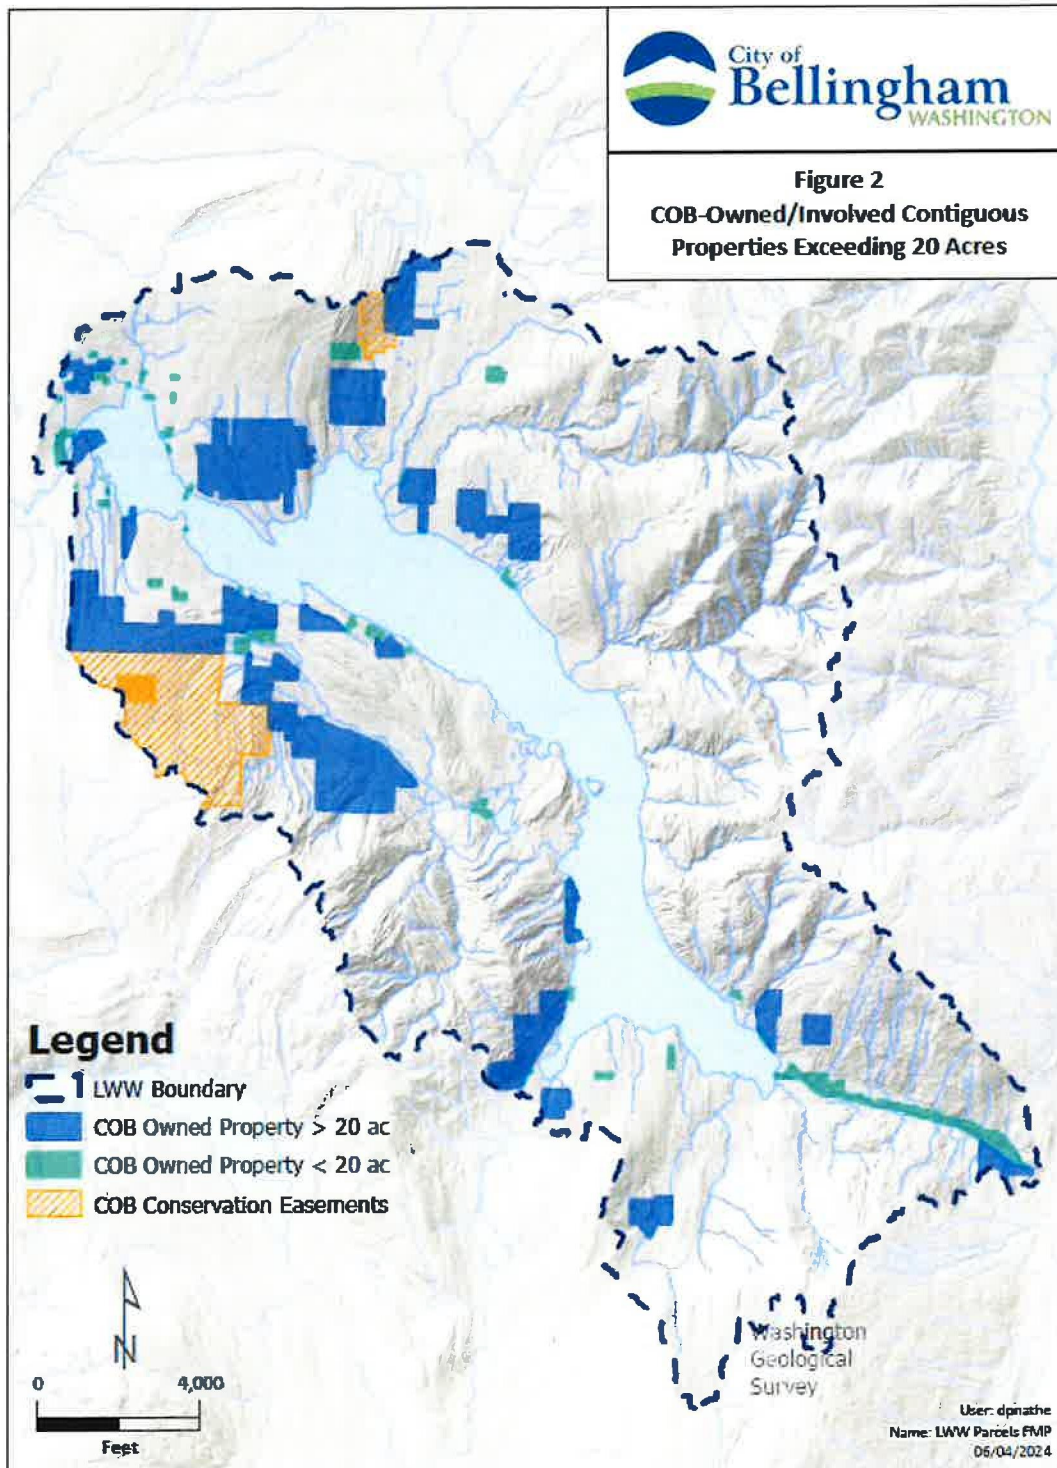 City of
Bellingham
WASHINGTON
Figure 2
COB-Owned/Involved Contiguous
Properties Exceeding 20 Acres
Legend
LWW Boundary
COB Owned Property > 20 ac
COB Owned Property < 20 ac
COB Conservation Easements
N
0 4,000
Feet
Washington
Geological
Survey
User: dpnathe
Name: LWW Parcels FMP
06/04/2024